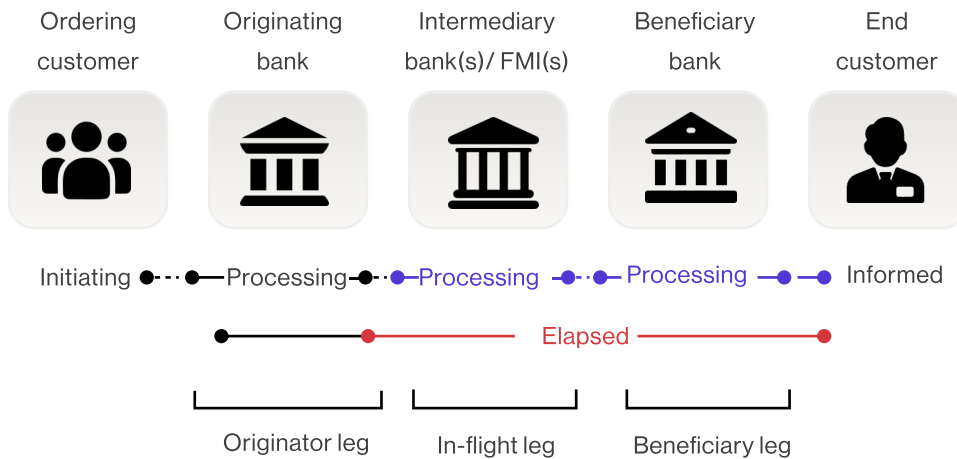 Ordering
customer
Originating
bank
Intermediary
bank(s)/ FMI(s)
Beneficiary
bank
End
customer
Initiating
Processing
Processing
Processing
Informed
Elapsed
Originator leg
In-flight leg
Beneficiary leg